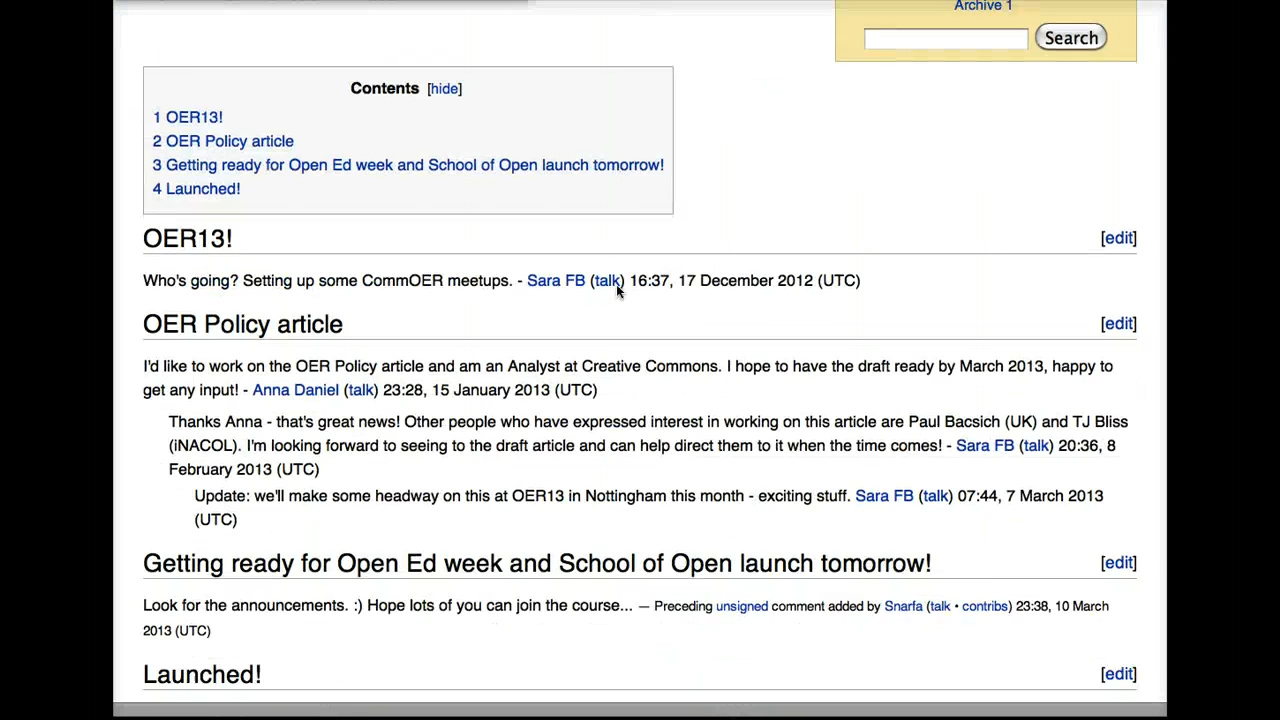 Archive 1
Search
Contents [hide]
1 OER13!
2 OER Policy article
3 Getting ready for Open Ed week and School of Open launch tomorrow!
4 Launched!
OER13! [edit]
Who's going? Setting up some CommOER meetups. - Sara FB (talk) 16:37, 17 December 2012 (UTC)
OER Policy article [edit]
I'd like to work on the OER Policy article and am an Analyst at Creative Commons. I hope to have the draft ready by March 2013, happy to
get any input! - Anna Daniel (talk) 23:28, 15 January 2013 (UTC)
Thanks Anna - that's great news! Other people who have expressed interest in working on this article are Paul Bacsich (UK) and TJ Bliss
(iNACOL). I'm looking forward to seeing to the draft article and can help direct them to it when the time comes! - Sara FB (talk) 20:36, 8
February 2013 (UTC)
Update: we'll make some headway on this at OER13 in Nottingham this month - exciting stuff. Sara FB (talk) 07:44, 7 March 2013
(UTC)
Getting ready for Open Ed week and School of Open launch tomorrow! [edit]
Look for the announcements. :) Hope lots of you can join the course... — Preceding unsigned comment added by Snarfa (talk • contribs) 23:38, 10 March
2013 (UTC)
Launched! [edit]